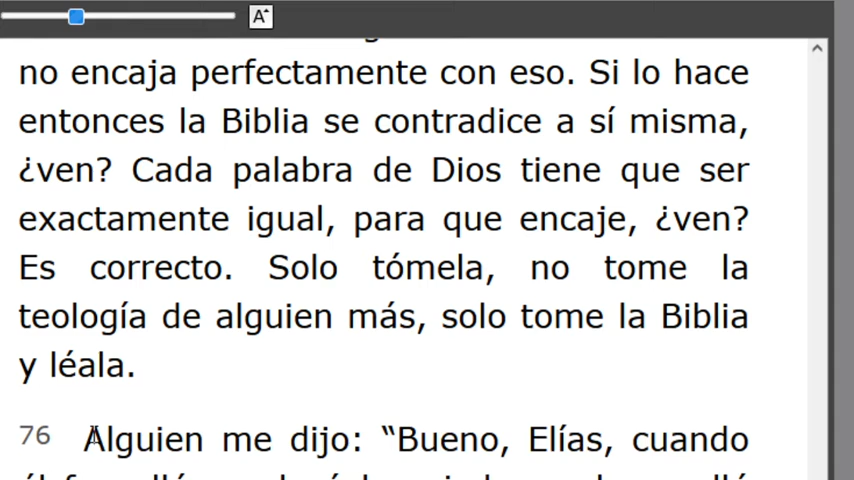 A
no encaja perfectamente con eso. Si lo hace
entonces la Biblia se contradice a sí misma,
¿ven? Cada palabra de Dios tiene que ser
exactamente igual, para que encaje, ¿ven?
Es correcto. Solo tómela, no tome la
teología de alguien más, solo tome la Biblia
y léala.
76 Alguien me dijo: “Bueno, Elías, cuando